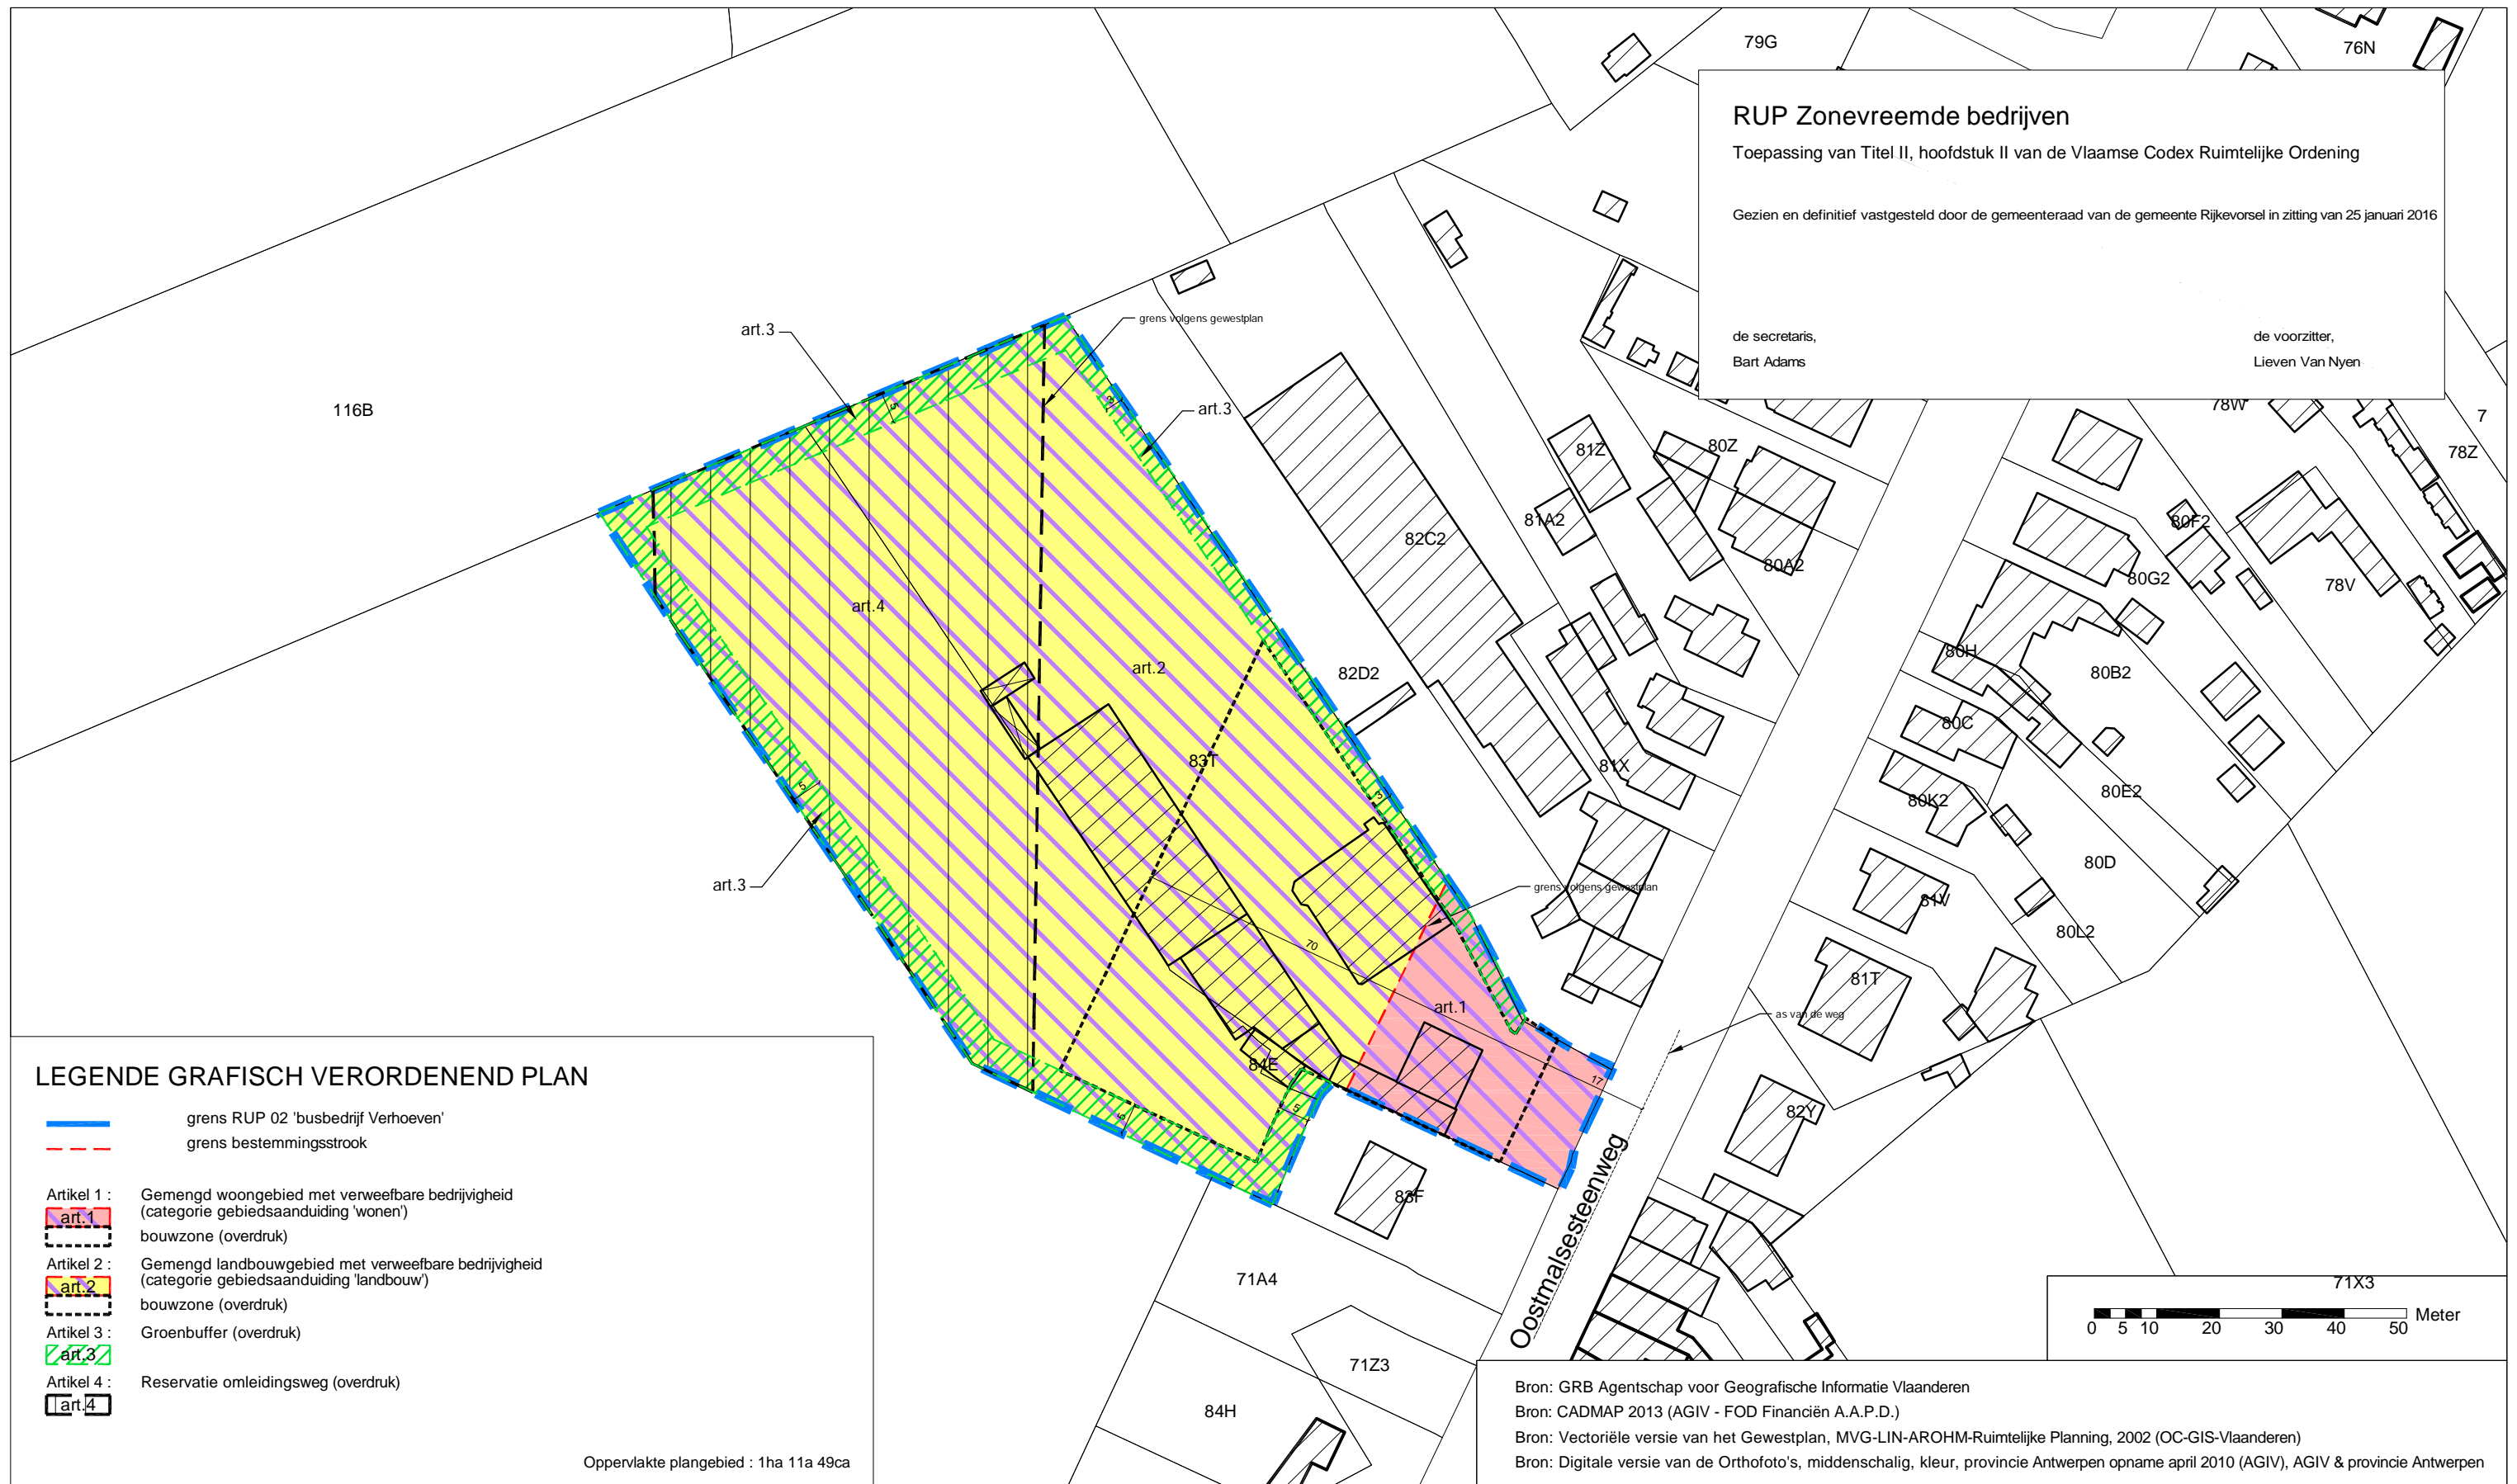 79G
76N
RUP Zonevreemde bedrijven
Toepassing van Titel II, hoofdstuk II van de Vlaamse Codex Ruimtelijke Ordening
Gezien en definitief vastgesteld door de gemeenteraad van de gemeente Rijkevorsel in zitting van 25 januari 2016
de secretaris,
de voorzitter,
Bart Adams
Lieven Van Nyen
grens volgens gewestplan
art.3
116B
5
3
art.3
78W
7
78Z
81Z
80Z
81A2
82C2
80A2
80F2
80G2
78V
art.4
art.2
82D2
80H
80B2
80C
83T
81X
80K2
80E2
5
3
80D
art.3
grens volgens gewestplan
81V
80L2
70
81T
art.1
as van de weg
84E
17
5
5
82Y
83F
Oostmalsesteenweg
71A4
71Z3
84H
71X3
LEGENDE GRAFISCH VERORDENEND PLAN
grens RUP 02 'busbedrijf Verhoeven'
grens bestemmingsstrook
Artikel 1 : Gemengd woongebied met verweefbare bedrijvigheid
(categorie gebiedsaanduiding 'wonen')
art.1
bouwzone (overdruk)
Artikel 2 : Gemengd landbouwgebied met verweefbare bedrijvigheid
(categorie gebiedsaanduiding 'landbouw')
art.2
bouwzone (overdruk)
Artikel 3 : Groenbuffer (overdruk)
art.3
Artikel 4 : Reservatie omleidingsweg (overdruk)
art.4
Oppervlakte plangebied : 1ha 11a 49ca
Meter
0 5 10 20 30 40 50
Bron: GRB Agentschap voor Geografische Informatie Vlaanderen
Bron: CADMAP 2013 (AGIV - FOD Financiën A.A.P.D.)
Bron: Vectoriële versie van het Gewestplan, MVG-LIN-AROHM-Ruimtelijke Planning, 2002 (OC-GIS-Vlaanderen)
Bron: Digitale versie van de Orthofoto's, middenschalig, kleur, provincie Antwerpen opname april 2010 (AGIV), AGIV & provincie Antwerpen